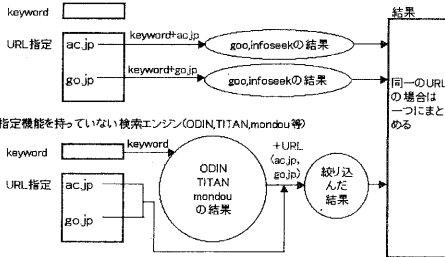 keyword
結果
URL指定
ac.jp
keyword+ac.jp
goo,infoseekの結果
go.jp
keyword+go.jp
goo,infoseekの結果
同一のURL
の場合は
一つにまと
める
指定機能を持っていない検索エンジン(ODIN,TITAN,mondou等)
keyword
keyword
URL指定
ac.jp
go.jp
ODIN
TITAN
mondou
の結果
+URL
(ac.jp,
go.jp)
絞り込
んだ
結果